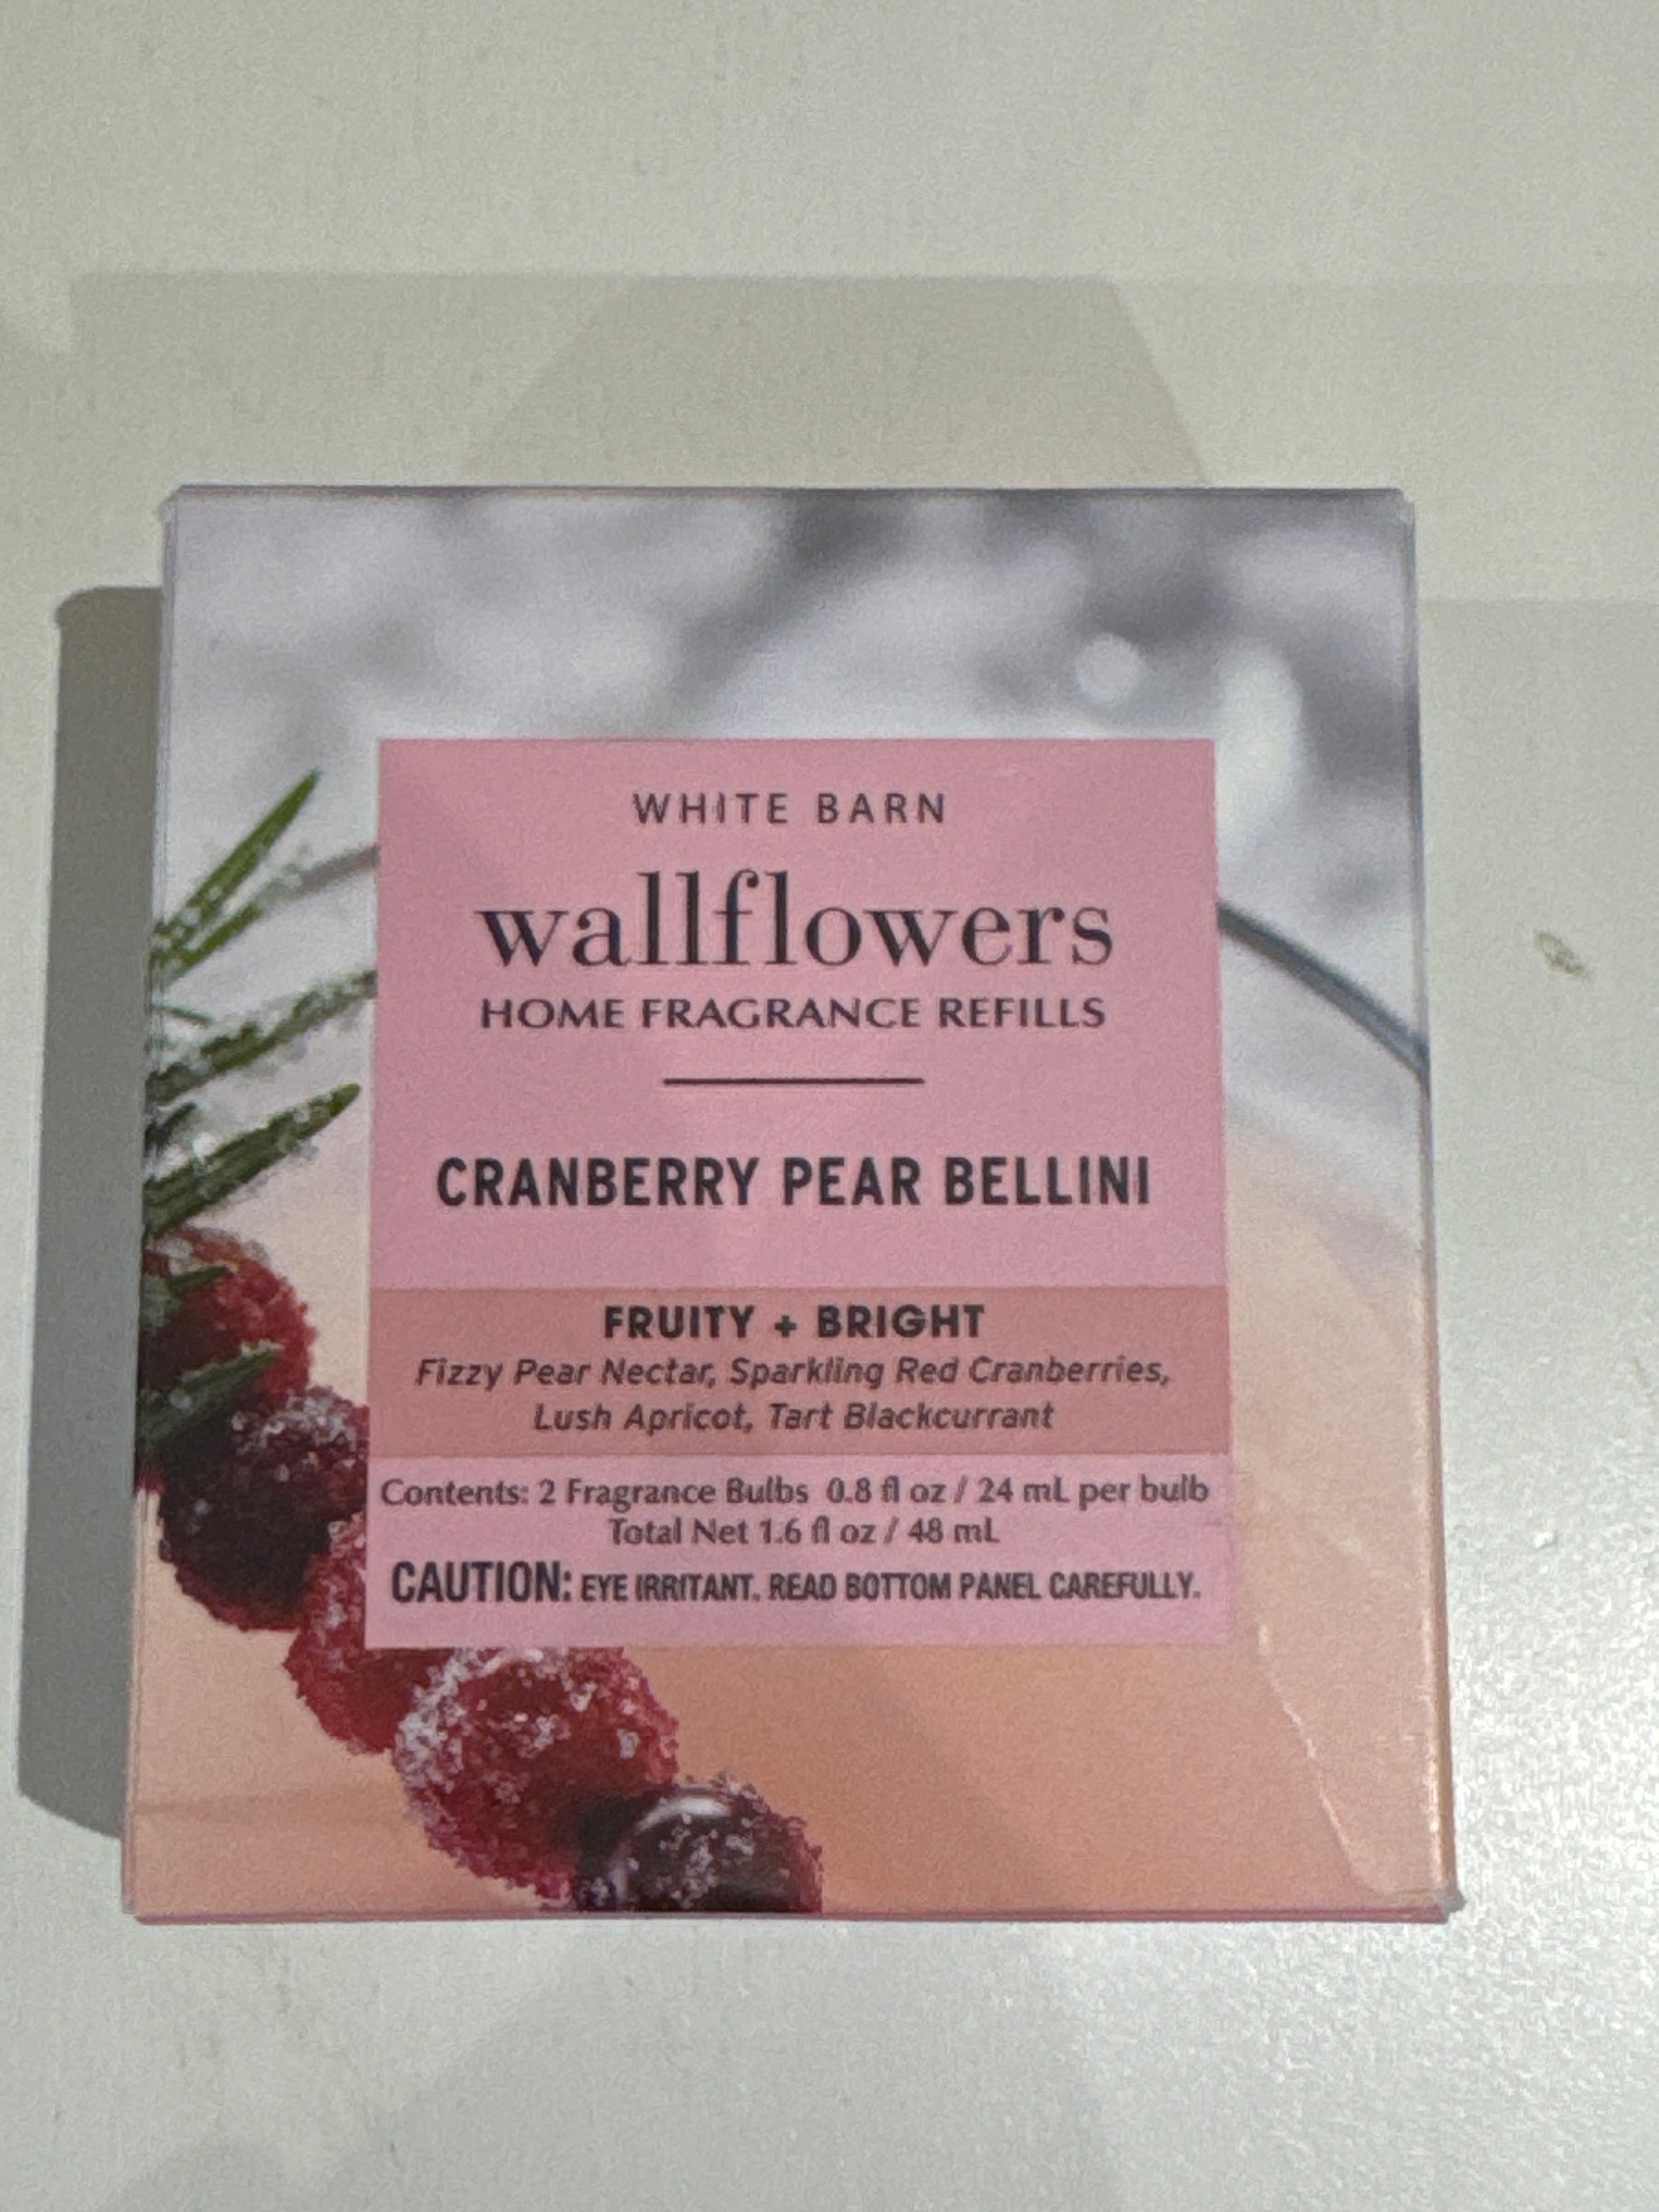 WHITE BARN
wallflowers
HOME FRAGRANCE REFILLS
CRANBERRY PEAR BELLINI
FRUITY + BRIGHT
Fizzy Pear Nectar, Sparkling Red Cranberries,
Lush Apricot, Tart Blackcurrant
Contents: 2 Fragrance Bulbs 0.8 fl oz / 24 mL per bulb
Total Net 1.6 fl oz / 48 mL
CAUTION: EYE IRRITANT. READ BOTTOM PANEL CAREFULLY.